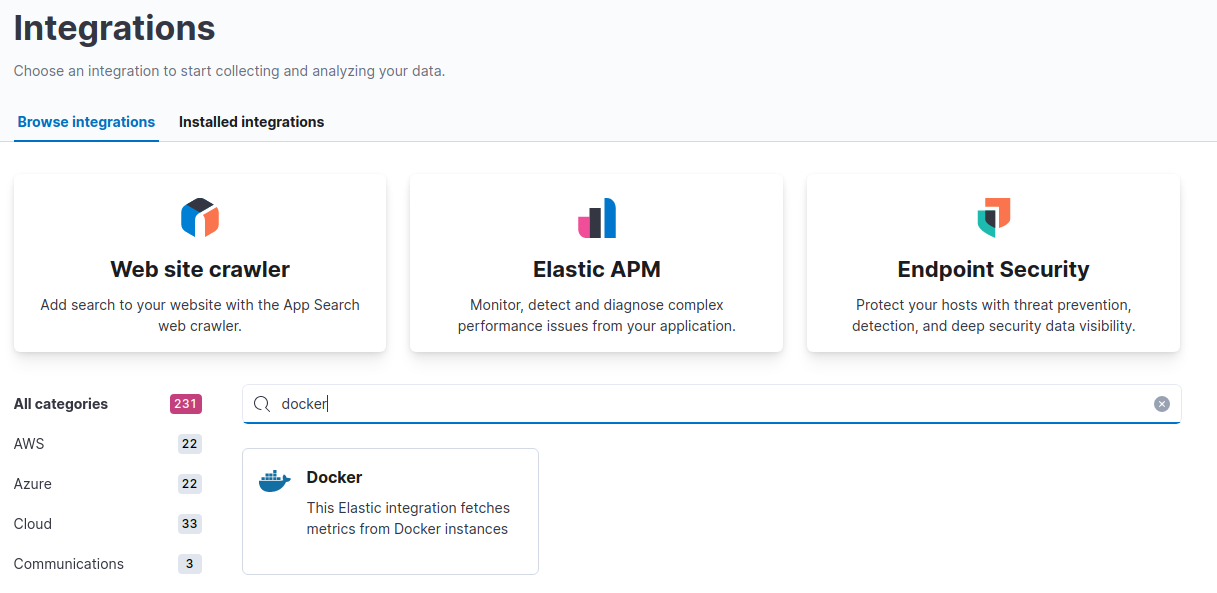 Integrations
Choose an integration to start collecting and analyzing your data.
Browse integrations
Installed integrations
Web site crawler
Add search to your website with the App Search
web crawler.
Elastic APM
Monitor, detect and diagnose complex
performance issues from your application.
Endpoint Security
Protect your hosts with threat prevention,
detection, and deep security data visibility.
All categories 231
AWS 22
Azure 22
Cloud 33
Communications 3
docker
Docker
This Elastic integration fetches
metrics from Docker instances